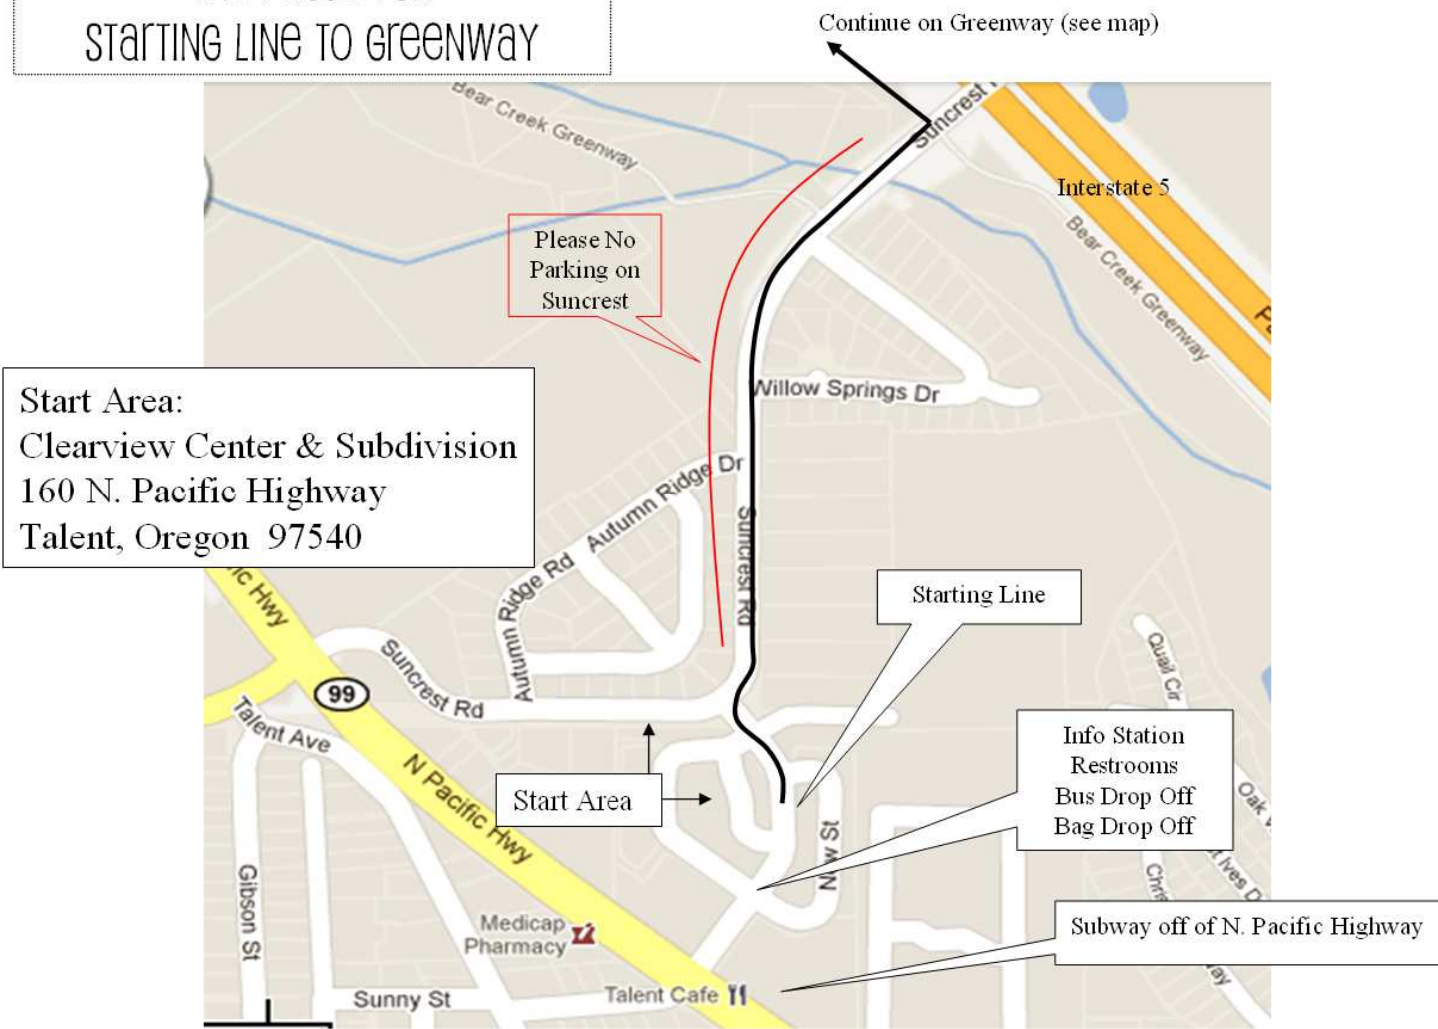 STARTING LINE TO GREENWAY
Continue on Greenway (see map)
Suncrest
Bear Creek Greenway
Interstate 5
Please No
Parking on
Suncrest
Bear Creek Greenway
Willow Springs Dr
Start Area:
Clearview Center & Subdivision
160 N. Pacific Highway
Talent, Oregon 97540
Autumn Ridge Dr
Suncrest Rd
Autumn Ridge Rd
Hwy
Starting Line
Quail Cir
Suncrest Rd
99
Talent Ave
Info Station
Restrooms
Bus Drop Off
Bag Drop Off
Start Area
N Pacific Hwy
Oak
New St
Gibson St
Medicap
Pharmacy
Subway off of N. Pacific Highway
Sunny St
Talent Cafe